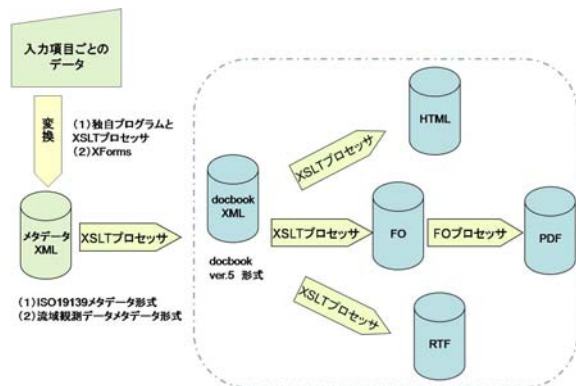 入力項目ごとの
データ
変換
（1）独自プログラムと
XSLTプロセッサ
（2）XForms
メタデータ
XML
XSLTプロセッサ
（1）ISO19139メタデータ形式
（2）流域観測データメタデータ形式
docbook
XML
docbook
ver.5 形式
XSLTプロセッサ
HTML
XSLTプロセッサ
FO
FOプロセッサ
PDF
XSLTプロセッサ
RTF